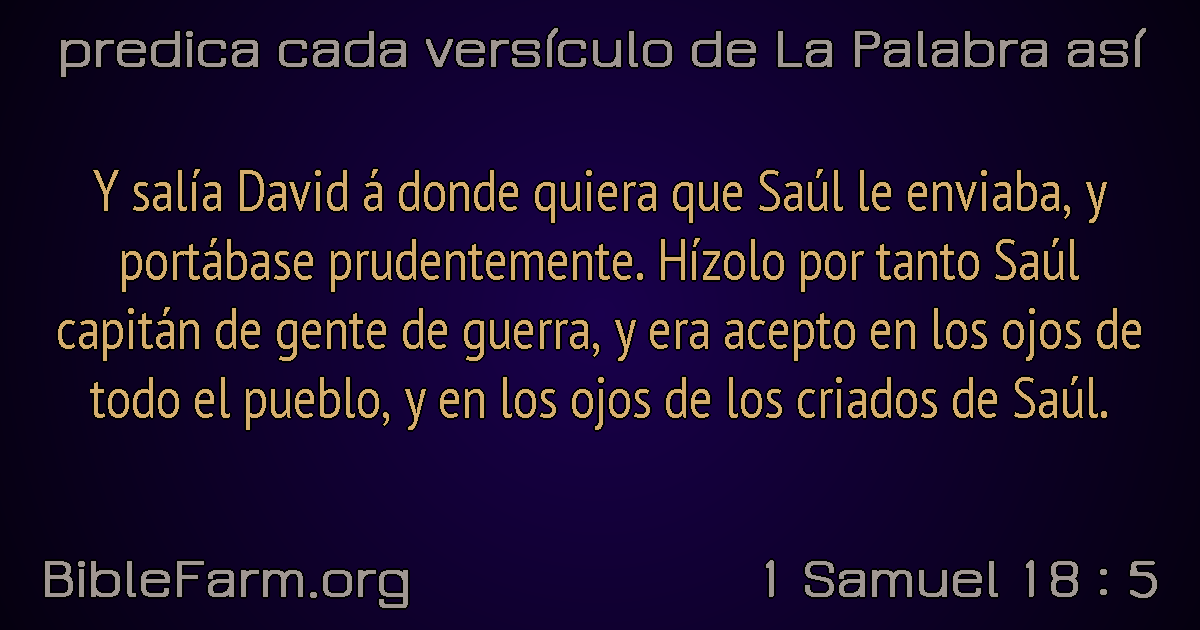 predica cada versículo de La Palabra así
Y salía David á donde quiera que Saúl le enviaba, y
portábase prudentemente. Hízolo por tanto Saúl
capitán de gente de guerra, y era acepto en los ojos de
todo el pueblo, y en los ojos de los criados de Saúl.
BibleFarm.org
1 Samuel 18 : 5